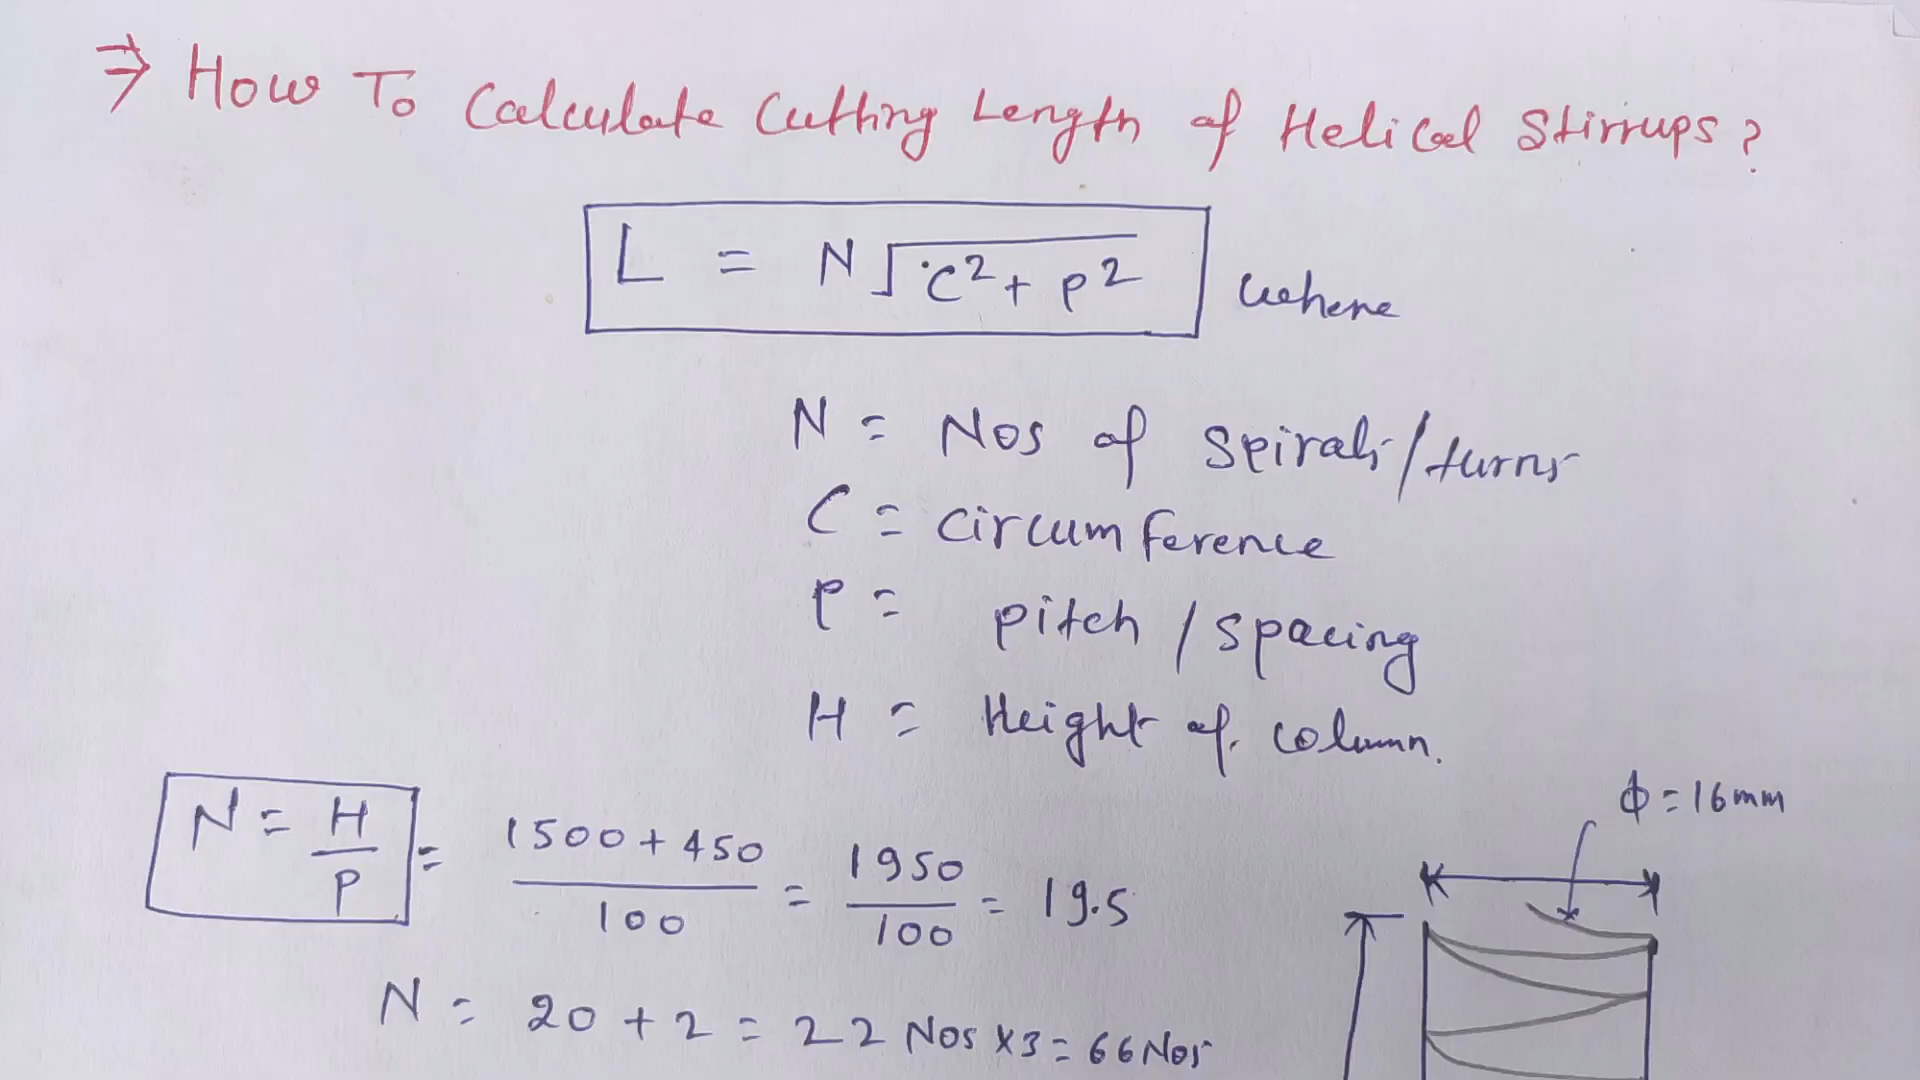 ⇒ How To Calculate Cutting Length of Helical Stirrups?
L = N√C²+P² where
N = Nos of Spirals/turns
C = circumference
P = pitch / spacing
H = Height of column.
N = H/P = 1500+450/100 = 1950/100 = 19.5
ϕ = 16mm
N = 20 + 2 = 22 Nos x3 = 66 Nos